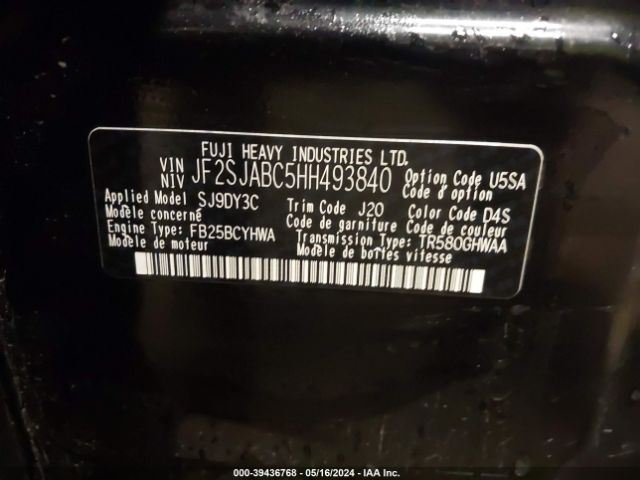 FUJI HEAVY INDUSTRIES LTD.
VIN
NIV JF2SJABC5HH493840 Option Code U5SA
Code d'option
Applied Model SJ9DY3C Trim Code J20 Color Code D4S
Modèle concerné Code de garniture Code de couleur
Engine Type: FB25BCYHWA Transmission Type: TR580GHWAA
Modèle de moteur Modèle de boîtes vitesse
000-39436768 - 05/16/2024 - IAAI.